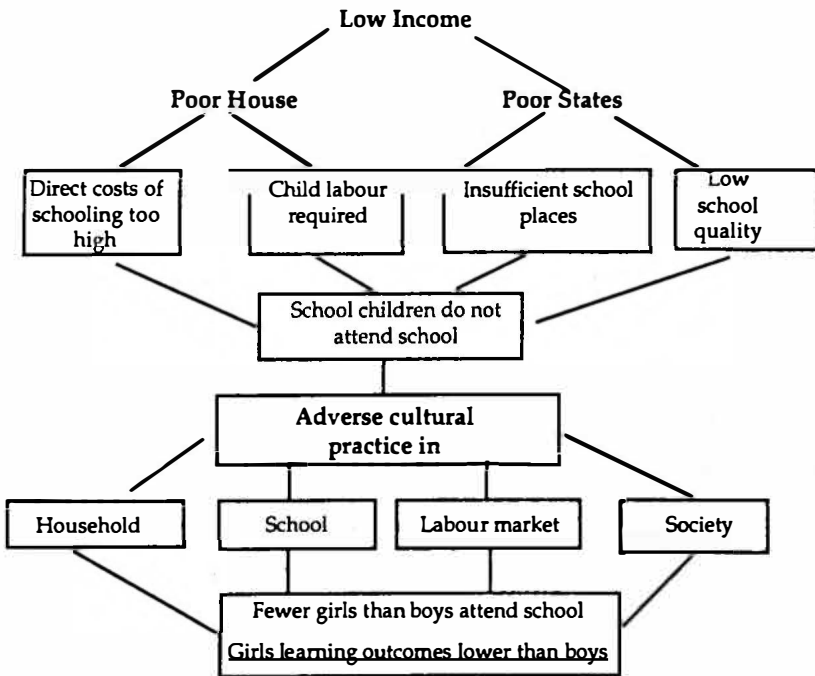 Low Income
Poor House
Poor States
Direct costs of
schooling too
high
Child labour
required
Insufficient school
places
Low
school
quality
School children do not
attend school
Adverse cultural
practice in
Household
School
Labour market
Society
Fewer girls than boys attend school
Girls learning outcomes lower than boys